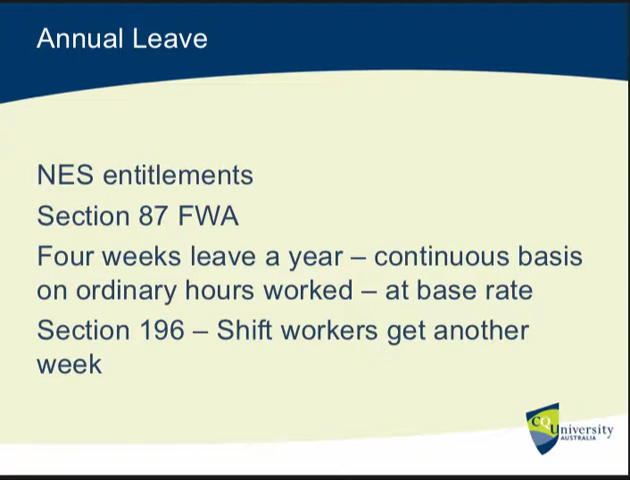 Annual Leave
NES entitlements
Section 87 FWA
Four weeks leave a year – continuous basis
on ordinary hours worked – at base rate
Section 196 – Shift workers get another
week
CQUniversity
AUSTRALIA